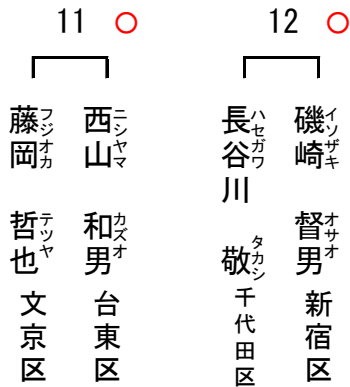 11 ○
12 ○
西山 和男 台東区
ニシヤマ カズオ
藤岡 哲也 文京区
フジオカ テツヤ
磯崎 督男 新宿区
イソザキ オサオ
長谷川 敬 千代田区
ハセガワ タカシ